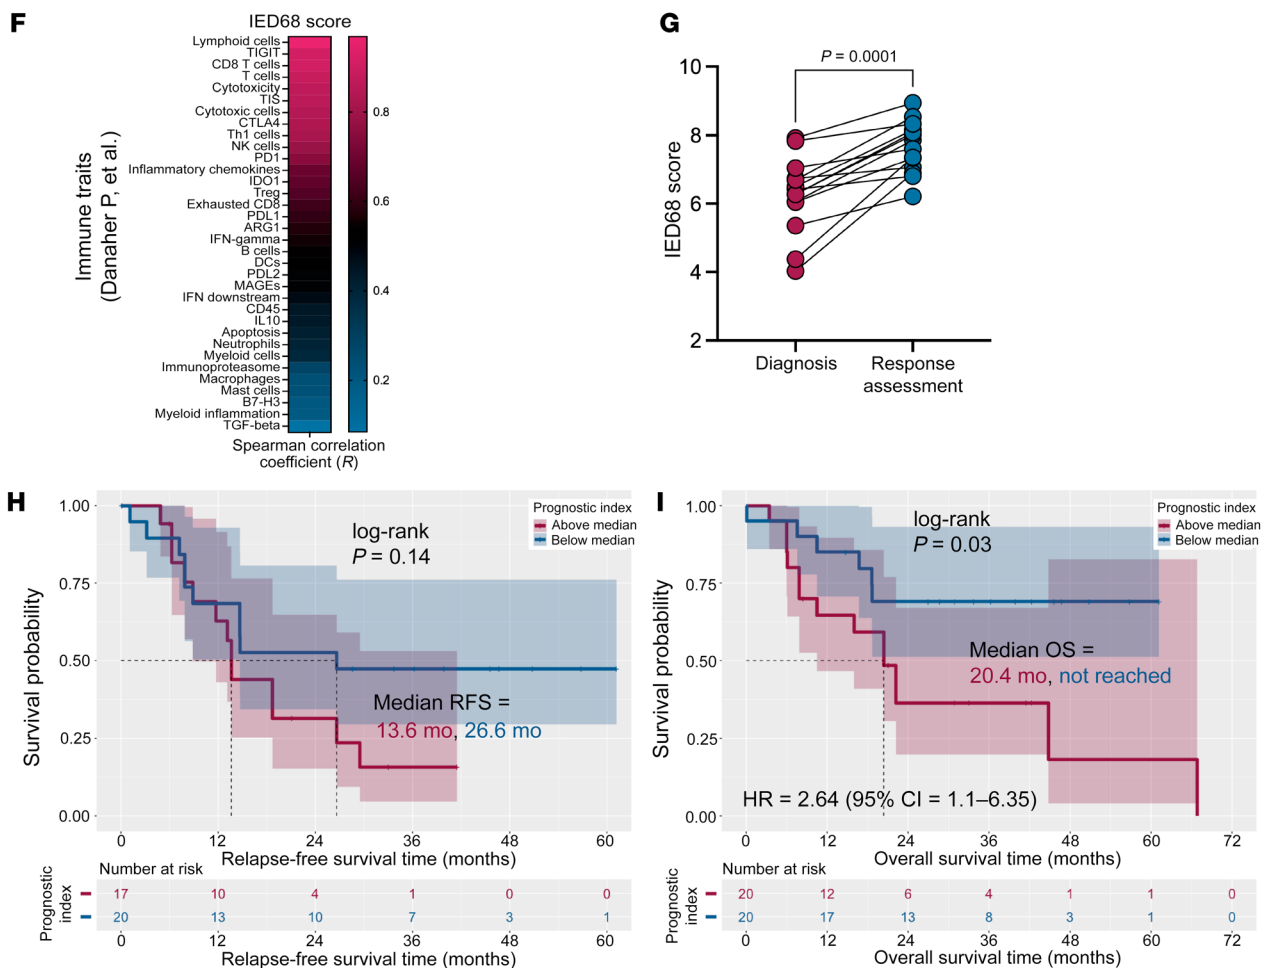 F
IED68 score
Immune traits
(Danaher P, et al.)
Lymphoid cells
TIGIT
CD8 T cells
T cells
Cytotoxicity
TIS
Cytotoxic cells
CTLA4
Th1 cells
NK cells
PD1
Inflammatory chemokines
IDO1
Treg
Exhausted CD8
PDL1
ARG1
IFN-gamma
B cells
DCs
PDL2
MAGEs
IFN downstream
CD45
IL10
Apoptosis
Neutrophils
Myeloid cells
Immunoproteasome
Macrophages
Mast cells
B7-H3
Myeloid inflammation
TGF-beta
0.8
0.6
0.4
0.2
Spearman correlation
coefficient (R)
G
P = 0.0001
IED68 score
10
8
6
4
2
Diagnosis
Response
assessment
H
Survival probability
1.00
0.75
0.50
0.25
0.00
log-rank
P = 0.14
Prognostic index
Above median
Below median
Median RFS =
13.6 mo, 26.6 mo
0 12 24 36 48 60
Relapse-free survival time (months)
Number at risk
Prognostic
index
17 10 4 1 0 0
20 13 10 7 3 1
0 12 24 36 48 60
Relapse-free survival time (months)
I
Survival probability
1.00
0.75
0.50
0.25
0.00
log-rank
P = 0.03
Prognostic index
Above median
Below median
Median OS =
20.4 mo, not reached
HR = 2.64 (95% CI = 1.1–6.35)
0 12 24 36 48 60 72
Overall survival time (months)
Number at risk
Prognostic
index
20 12 6 4 1 1 0
20 17 13 8 3 1 0
0 12 24 36 48 60 72
Overall survival time (months)